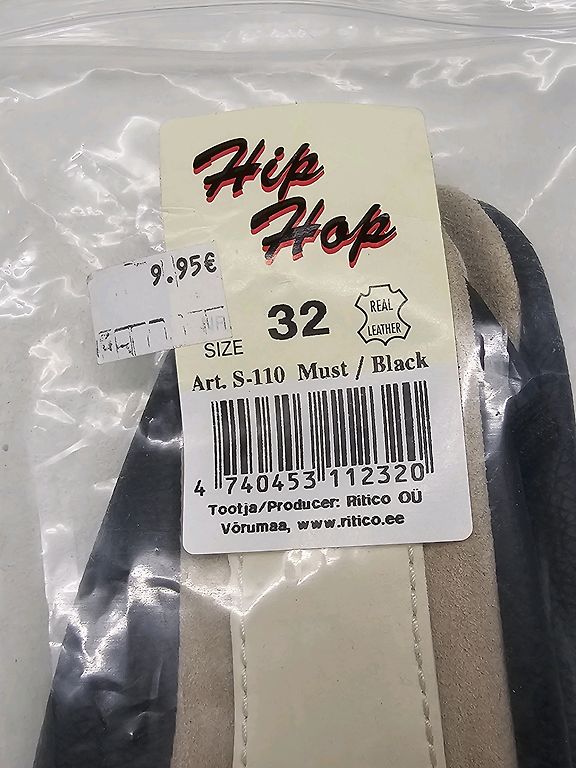 Hip
Hop
9.95€
SIZE 32
REAL
LEATHER
Art. S-110 Must / Black
4 740453 112320
Tootja/Producer: Ritico OÜ
Võrumaa, www.ritico.ee